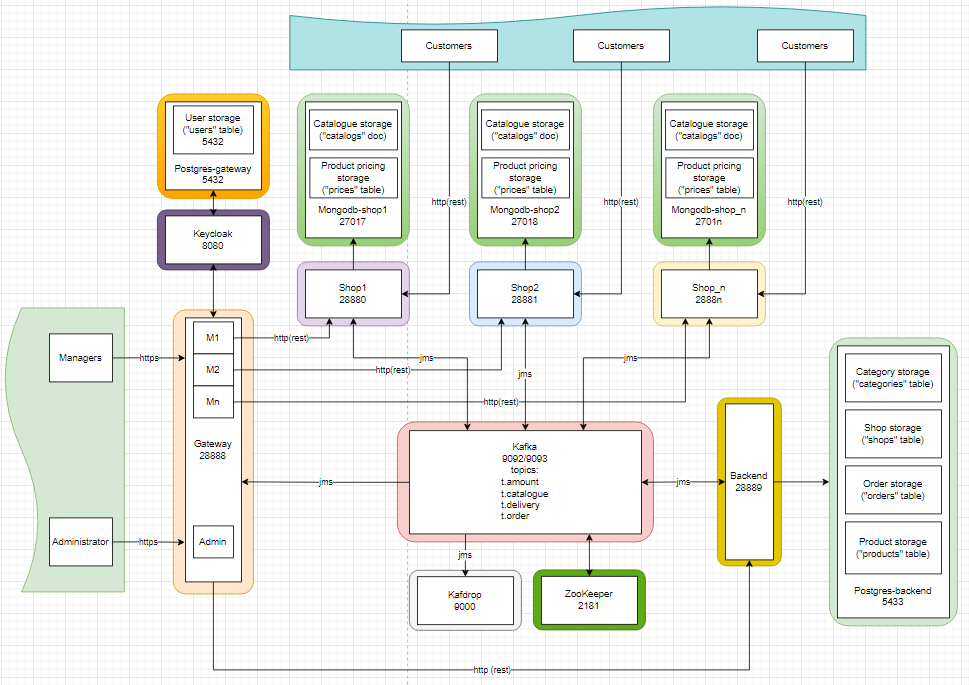 Customers
Customers
Customers
User storage
("users" table)
5432
Postgres-gateway
5432
Catalogue storage
("catalogs" doc)
Product pricing
storage
("prices" table)
Mongodb-shop1
27017
Catalogue storage
("catalogs" doc)
Product pricing
storage
("prices" table)
Mongodb-shop2
27018
Catalogue storage
("catalogs" doc)
Product pricing
storage
("prices" table)
Mongodb-shop_n
2701n
http(rest)
http(rest)
http(rest)
Keycloak
8080
Shop1
28880
Shop2
28881
Shop_n
2888n
Managers
https
M1
M2
Mn
http(rest)
http(rest)
http(rest)
jms
jms
jms
Gateway
28888
Administrator
https
Admin
jms
Kafka
9092/9093
topics:
t.amount
t.catalogue
t.delivery
t.order
jms
Backend
28889
Category storage
("categories" table)
Shop storage
("shops" table)
Order storage
("orders" table)
Product storage
("products" table)
Postgres-backend
5433
jms
Kafdrop
9000
ZooKeeper
2181
http (rest)